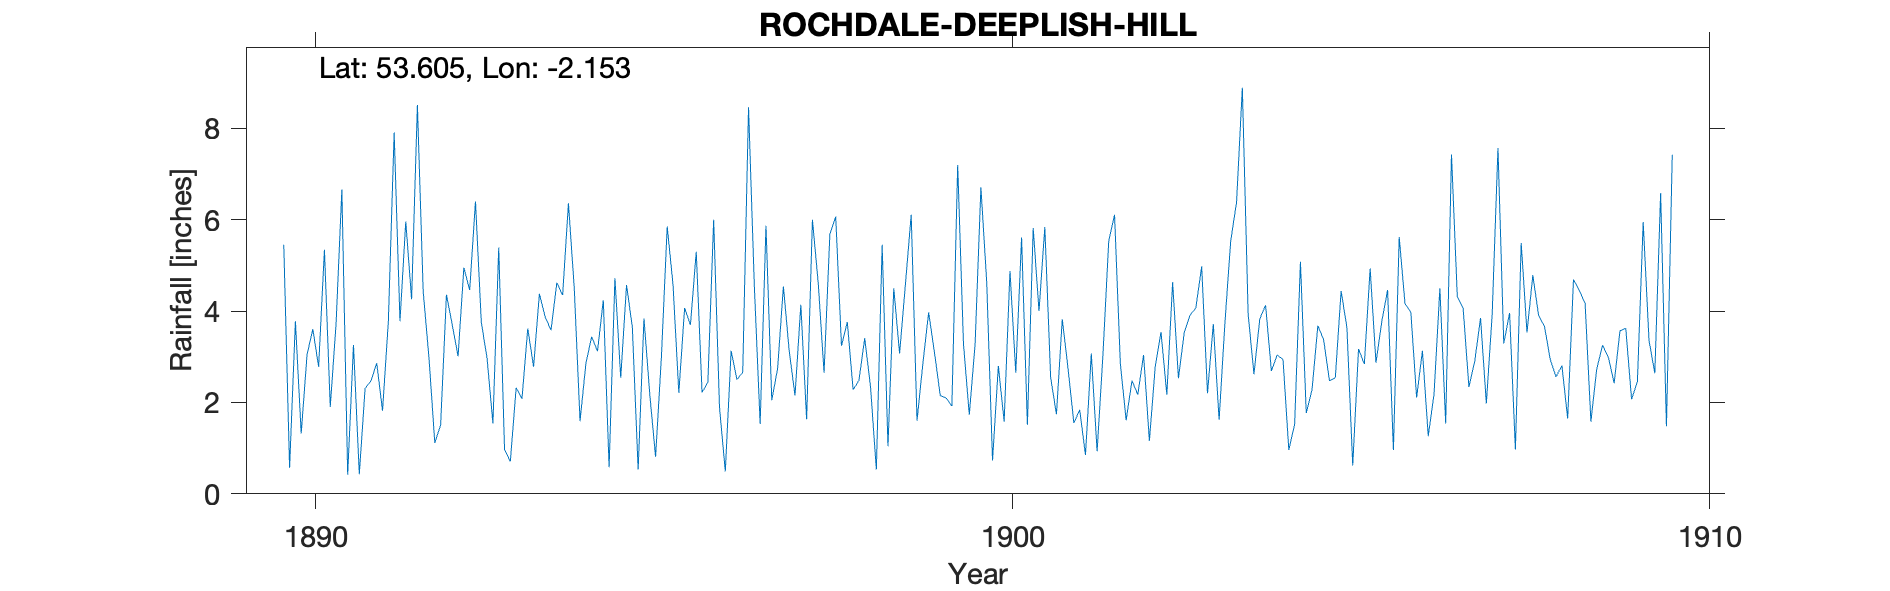 ROCHDALE-DEEPLISH-HILL
Lat: 53.605, Lon: -2.153
8
6
4
2
0
Rainfall [inches]
1890 1900 1910
Year